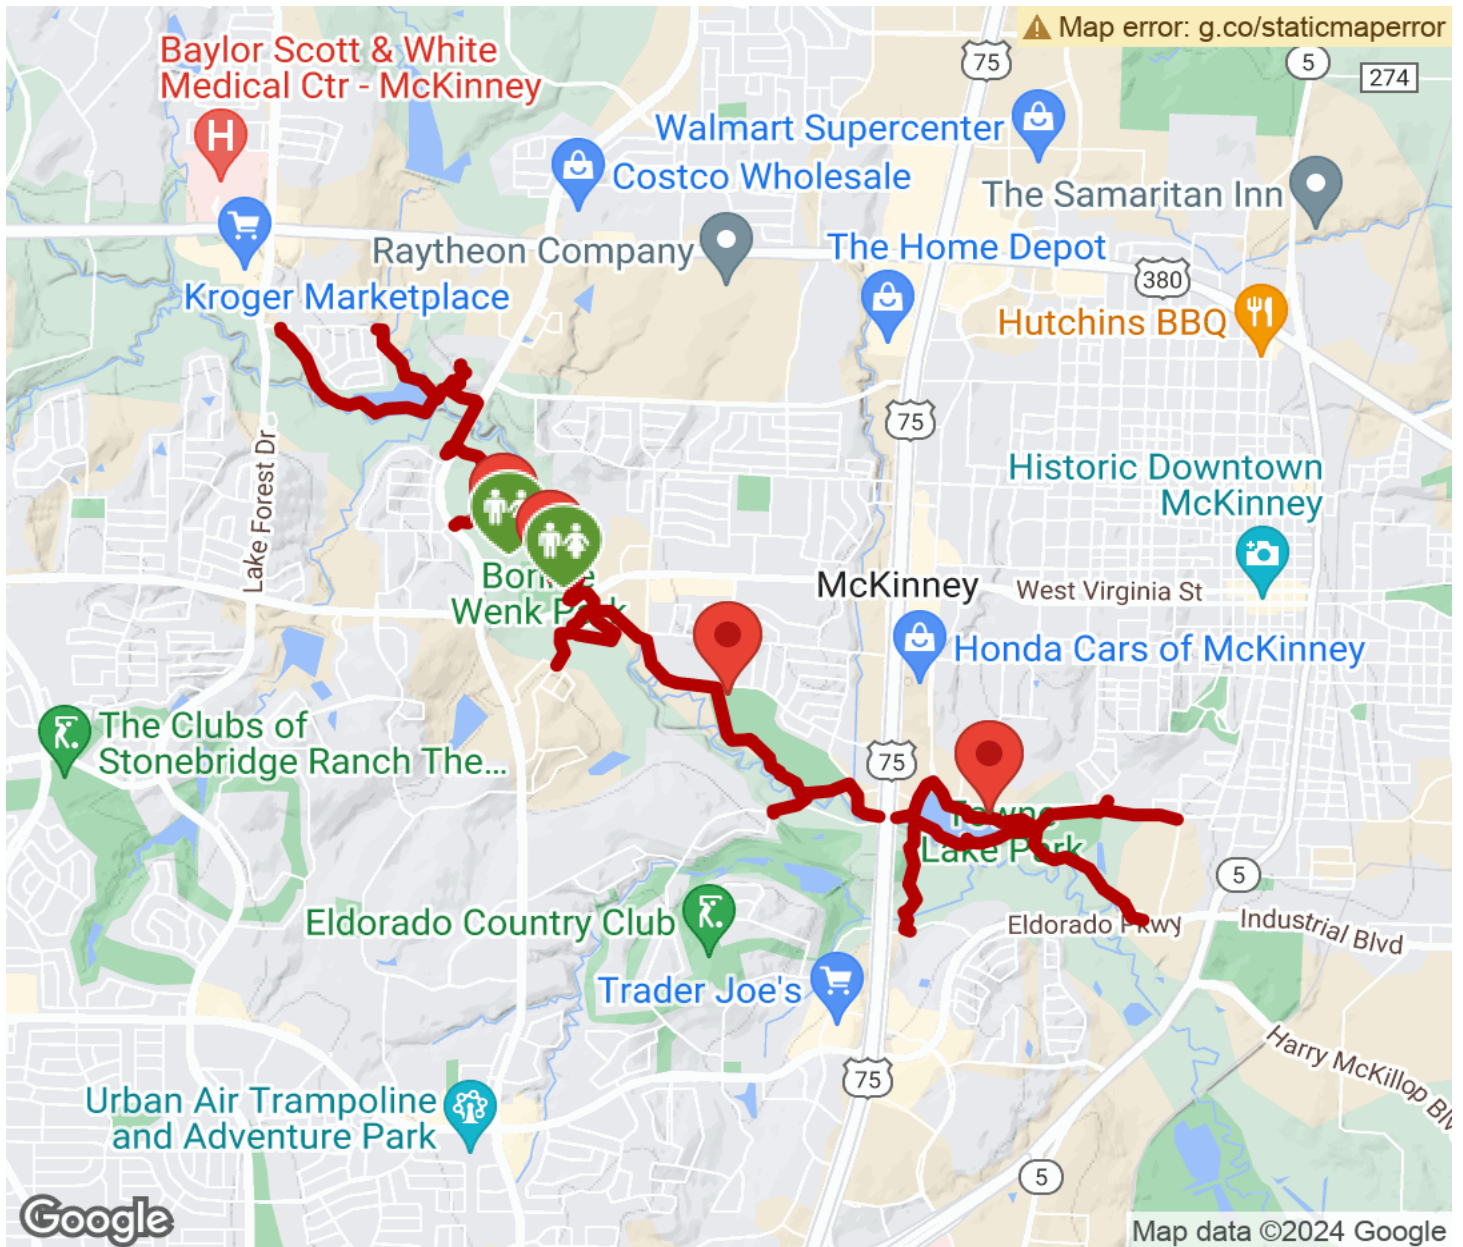 Map error: g.co/staticmaperror
Baylor Scott & White
Medical Ctr - McKinney
75
5
274
Walmart Supercenter
Costco Wholesale
The Samaritan Inn
Raytheon Company
The Home Depot
380
Kroger Marketplace
Hutchins BBQ
75
Lake Forest Dr
Historic Downtown
McKinney
Wenk
McKinney
West Virginia St
Honda Cars of McKinney
The Clubs of
Stonebridge Ranch The...
75
Towne
Lake Park
5
Eldorado Country Club
Eldorado Pkwy
Industrial Blvd
Trader Joe's
75
Harry McKillop Blv
Urban Air Trampoline
and Adventure Park
5
Google
Map data ©2024 Google